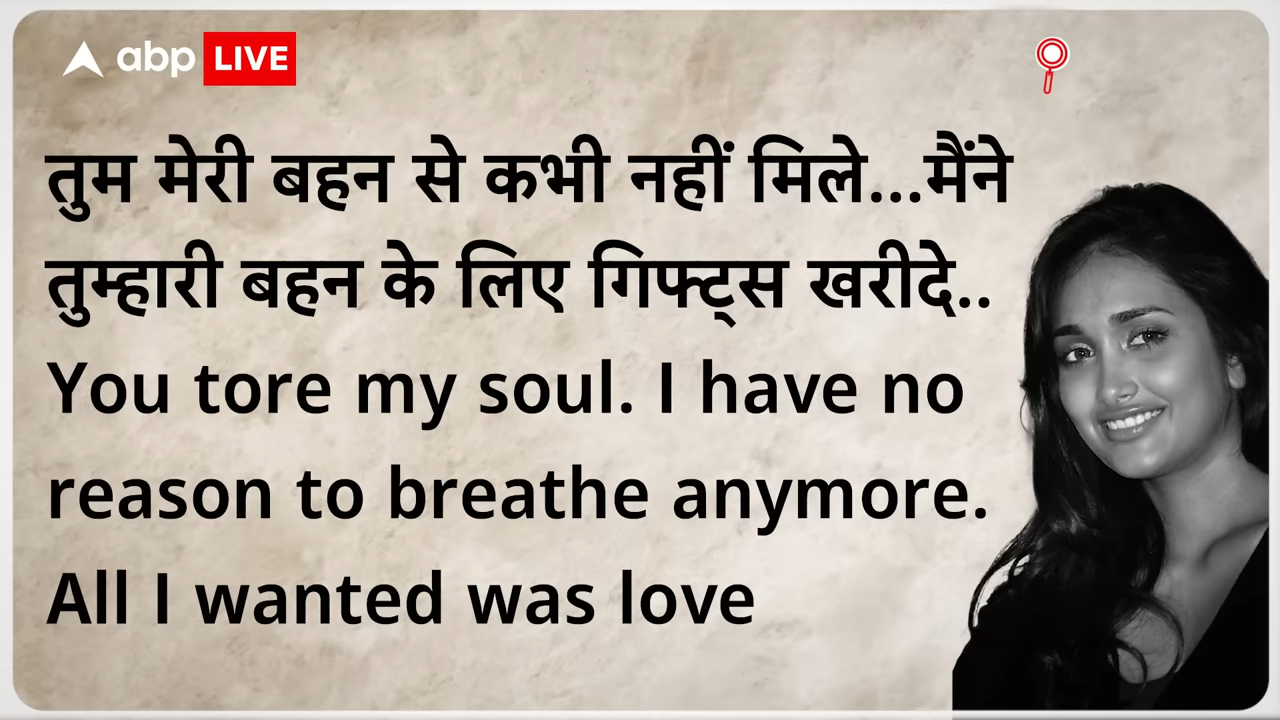 abp LIVE
तुम मेरी बहन से कभी नहीं मिले...मैंने
तुम्हारी बहन के लिए गिफ्ट्स खरीदे..
You tore my soul. I have no
reason to breathe anymore.
All I wanted was love